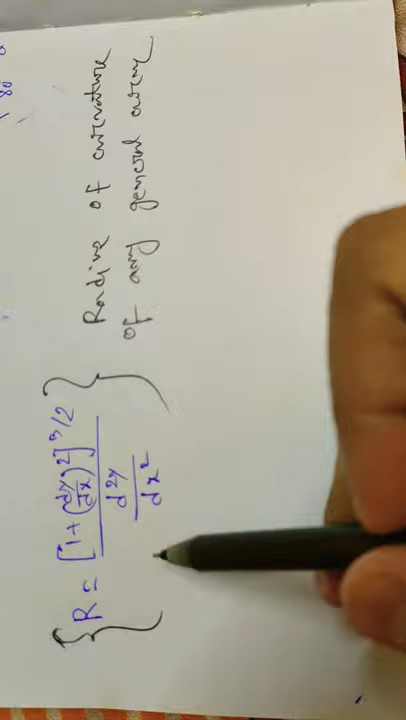 { R = [1 + (dy/dx)²]^3/2 / d²y/dx² } Radius of curvature
of any general curve